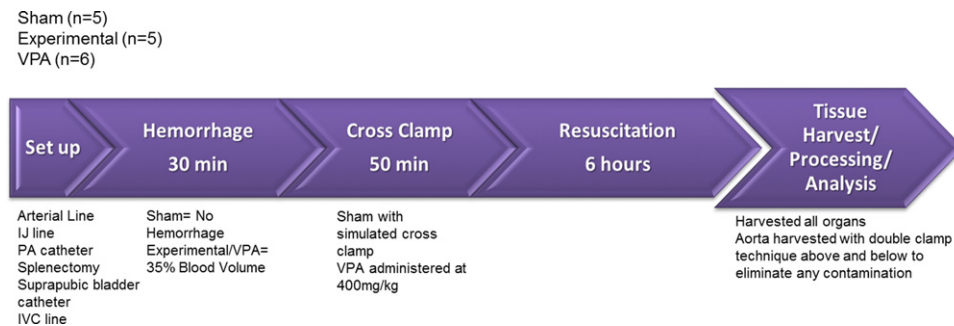 Sham (n=5)
Experimental (n=5)
VPA (n=6)
Set up
Hemorrhage
30 min
Cross Clamp
50 min
Resuscitation
6 hours
Tissue
Harvest/
Processing/
Analysis
Arterial Line
IJ line
PA catheter
Splenectomy
Suprapubic bladder
catheter
IVC line
Sham= No
Hemorrhage
Experimental/VPA=
35% Blood Volume
Sham with
simulated cross
clamp
VPA administered at
400mg/kg
Harvested all organs
Aorta harvested with double clamp
technique above and below to
eliminate any contamination